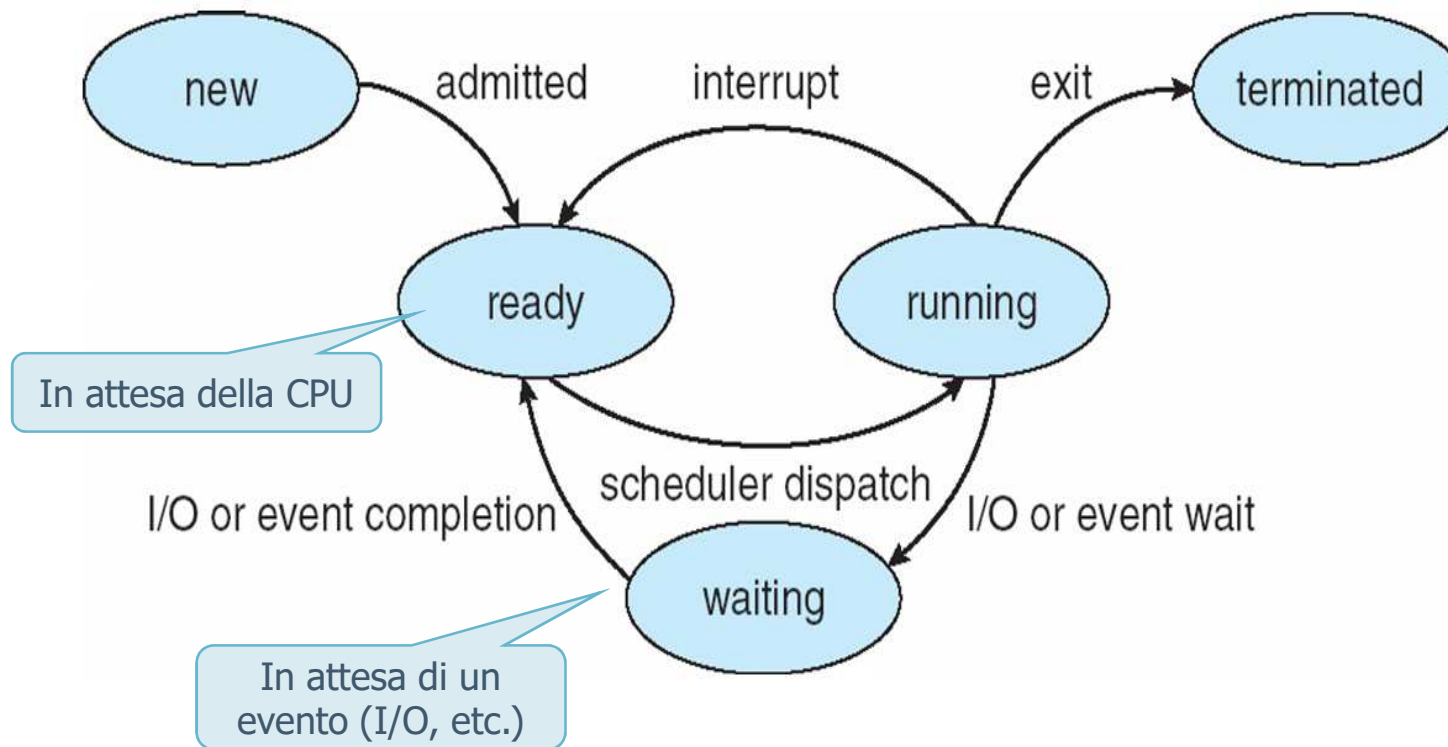 new
admitted
interrupt
exit
terminated
ready
running
In attesa della CPU
scheduler dispatch
I/O or event completion
I/O or event wait
waiting
In attesa di un
evento (I/O, etc.)